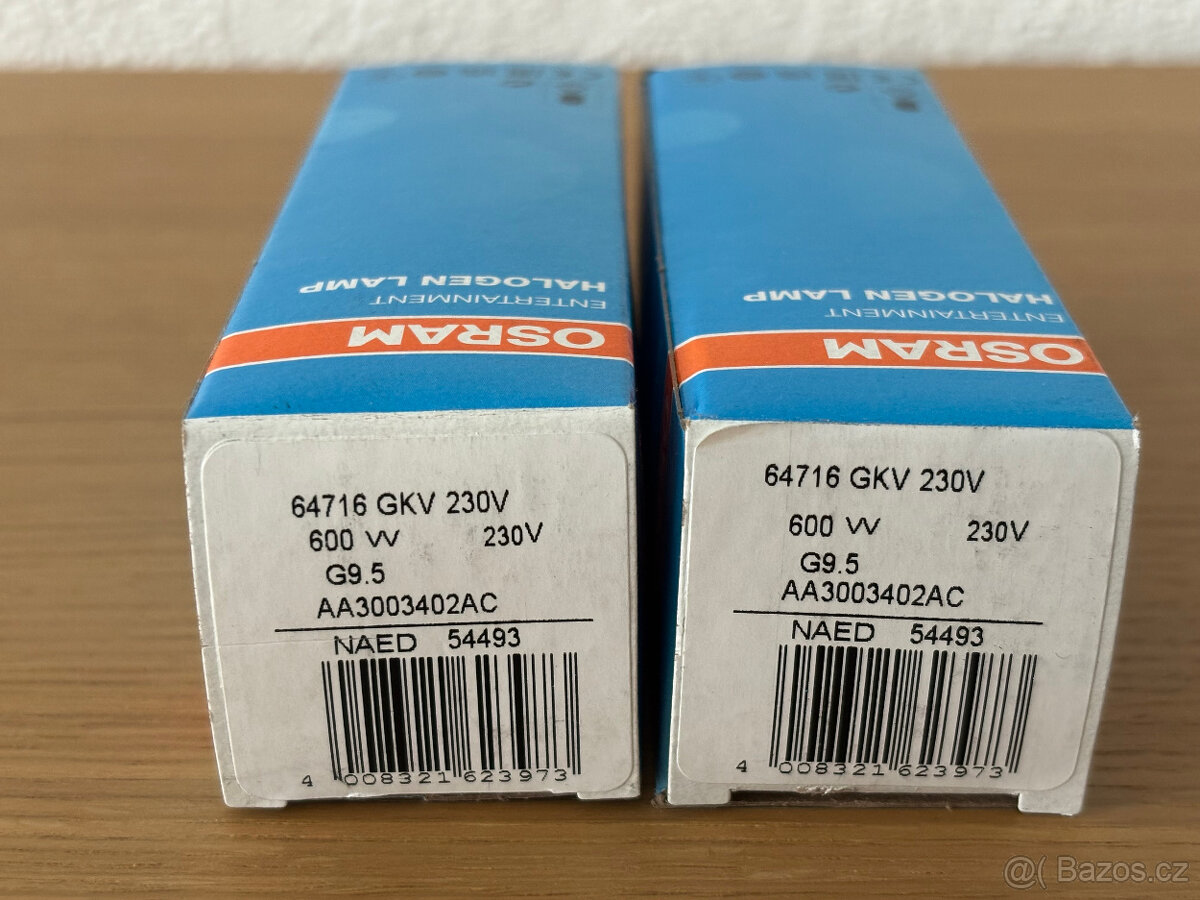 HALOGEN LAMP
ENTERTAINMENT
OSRAM
64716 GKV 230V
600 W 230V
G9.5
AA3003402AC
NAED 54493
4 008321 623973
HALOGEN LAMP
ENTERTAINMENT
OSRAM
64716 GKV 230V
600 W 230V
G9.5
AA3003402AC
NAED 54493
4 008321 623973
@( Bazos.cz